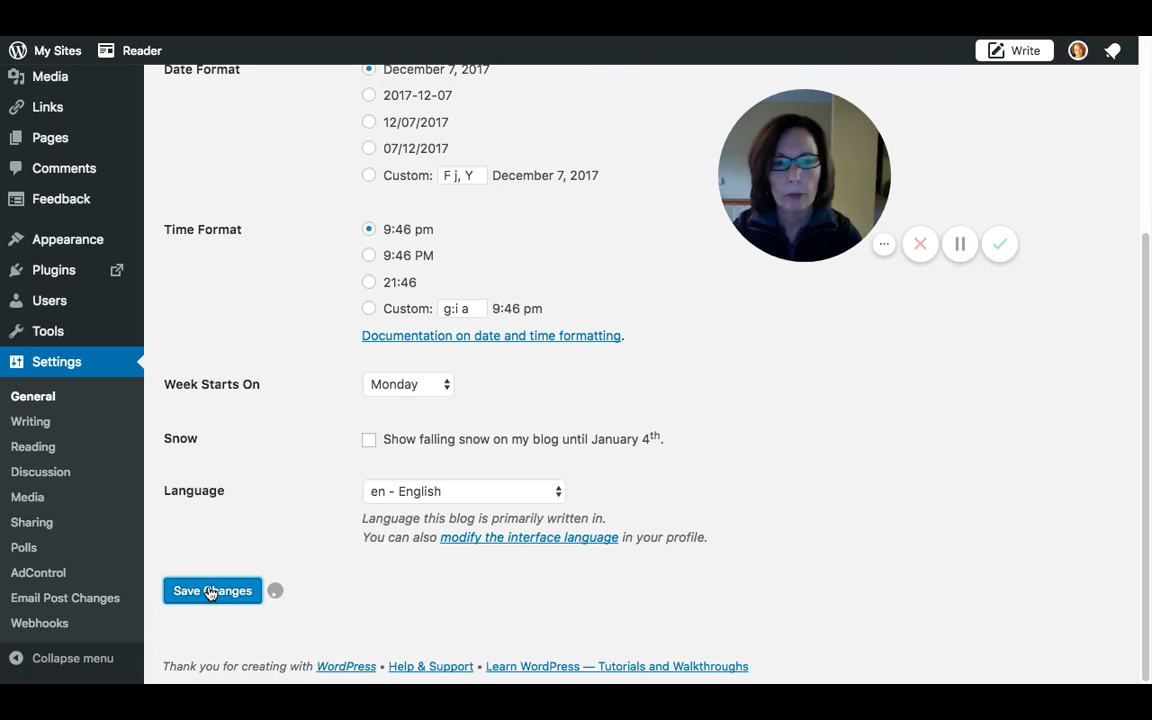 My Sites Reader Write
Media
Links
Pages
Comments
Feedback
Appearance
Plugins
Users
Tools
Settings
General
Writing
Reading
Discussion
Media
Sharing
Polls
AdControl
Email Post Changes
Webhooks
Collapse menu
Date Format
December 7, 2017
2017-12-07
12/07/2017
07/12/2017
Custom: F j, Y December 7, 2017
Time Format
9:46 pm
9:46 PM
21:46
Custom: g:i a 9:46 pm
Documentation on date and time formatting.
Week Starts On
Monday
Snow
Show falling snow on my blog until January 4th.
Language
en - English
Language this blog is primarily written in.
You can also modify the interface language in your profile.
Save Changes
Thank you for creating with WordPress • Help & Support • Learn WordPress — Tutorials and Walkthroughs